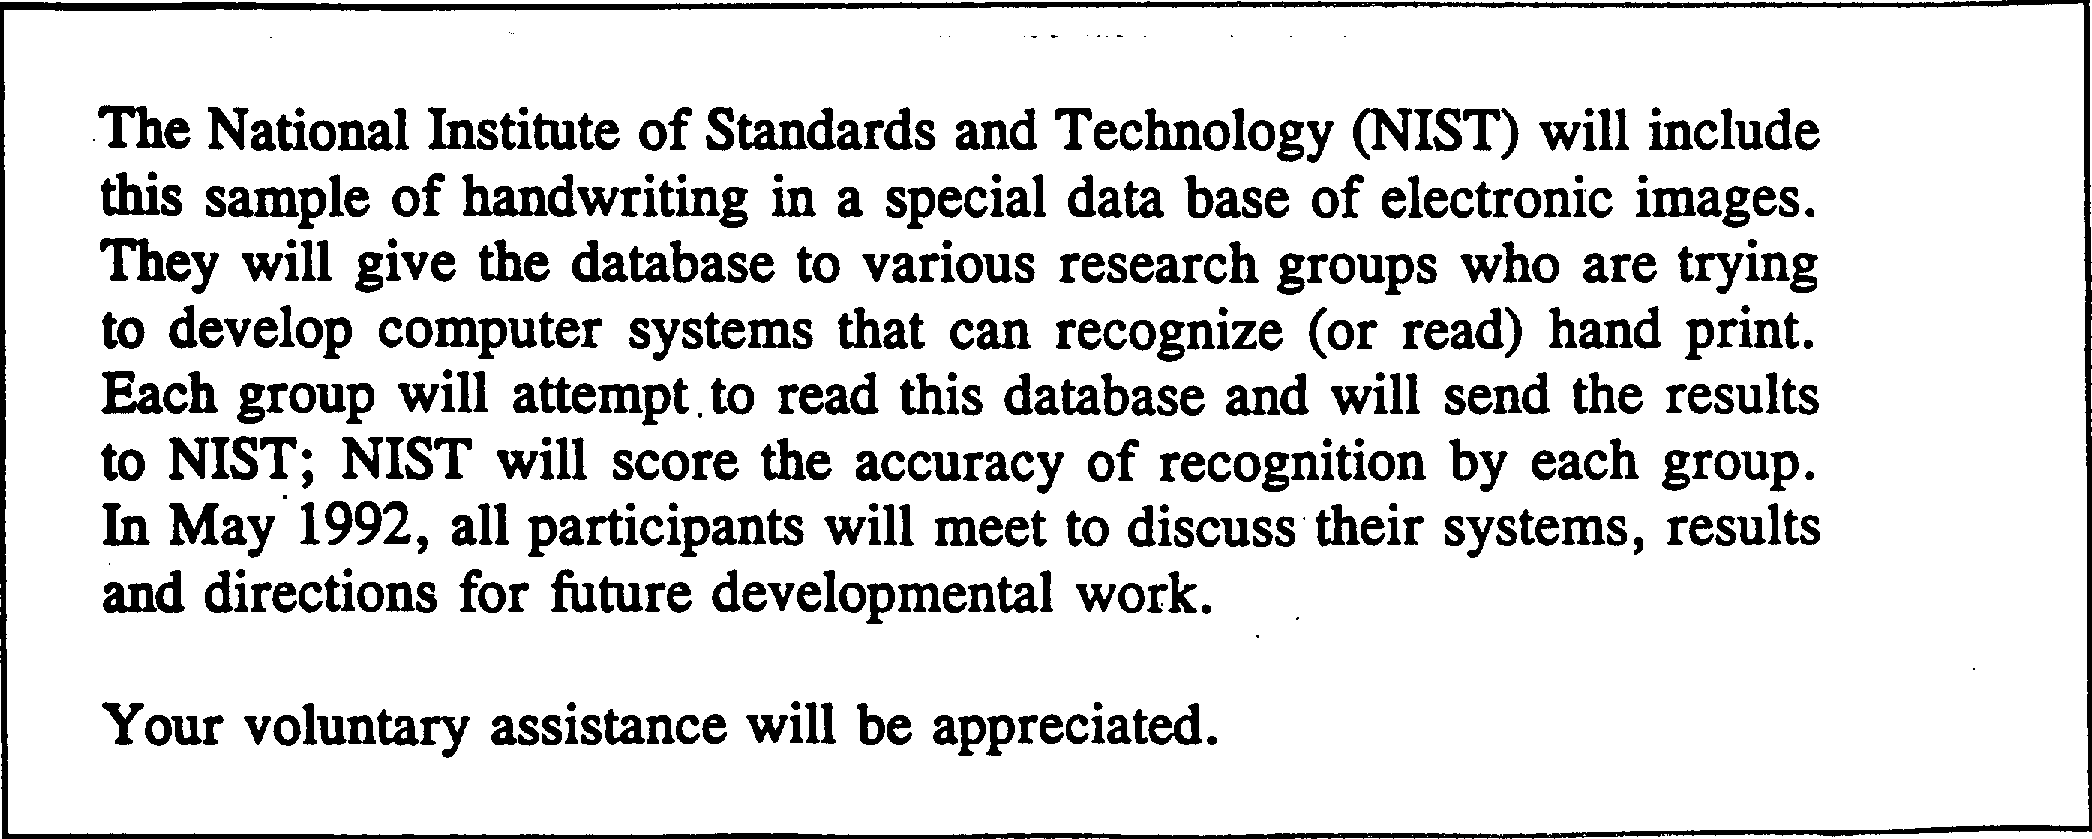 The National Institute of Standards and Technology (NIST) will include
this sample of handwriting in a special data base of electronic images.
They will give the database to various research groups who are trying
to develop computer systems that can recognize (or read) hand print.
Each group will attempt to read this database and will send the results
to NIST; NIST will score the accuracy of recognition by each group.
In May 1992, all participants will meet to discuss their systems, results
and directions for future developmental work.
Your voluntary assistance will be appreciated.